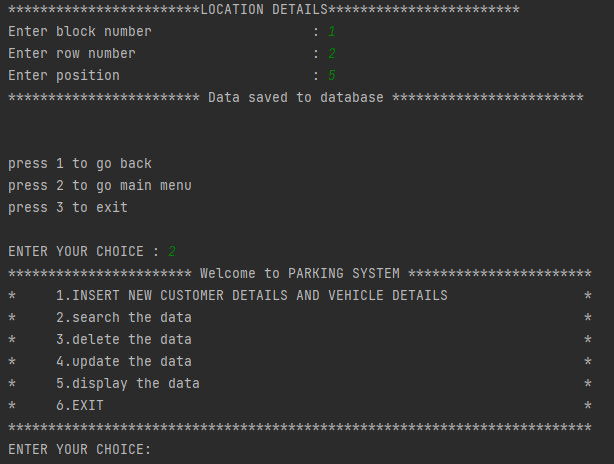 ************************LOCATION DETAILS************************
Enter block number                    : 1
Enter row number                      : 2
Enter position                        : 5
************************ Data saved to database ************************
press 1 to go back
press 2 to go main menu
press 3 to exit
ENTER YOUR CHOICE : 2
*********************** Welcome to PARKING SYSTEM ***********************
*     1.INSERT NEW CUSTOMER DETAILS AND VEHICLE DETAILS                 *
*     2.search the data                                                 *
*     3.delete the data                                                 *
*     4.update the data                                                 *
*     5.display the data                                                *
*     6.EXIT                                                            *
*************************************************************************
ENTER YOUR CHOICE: